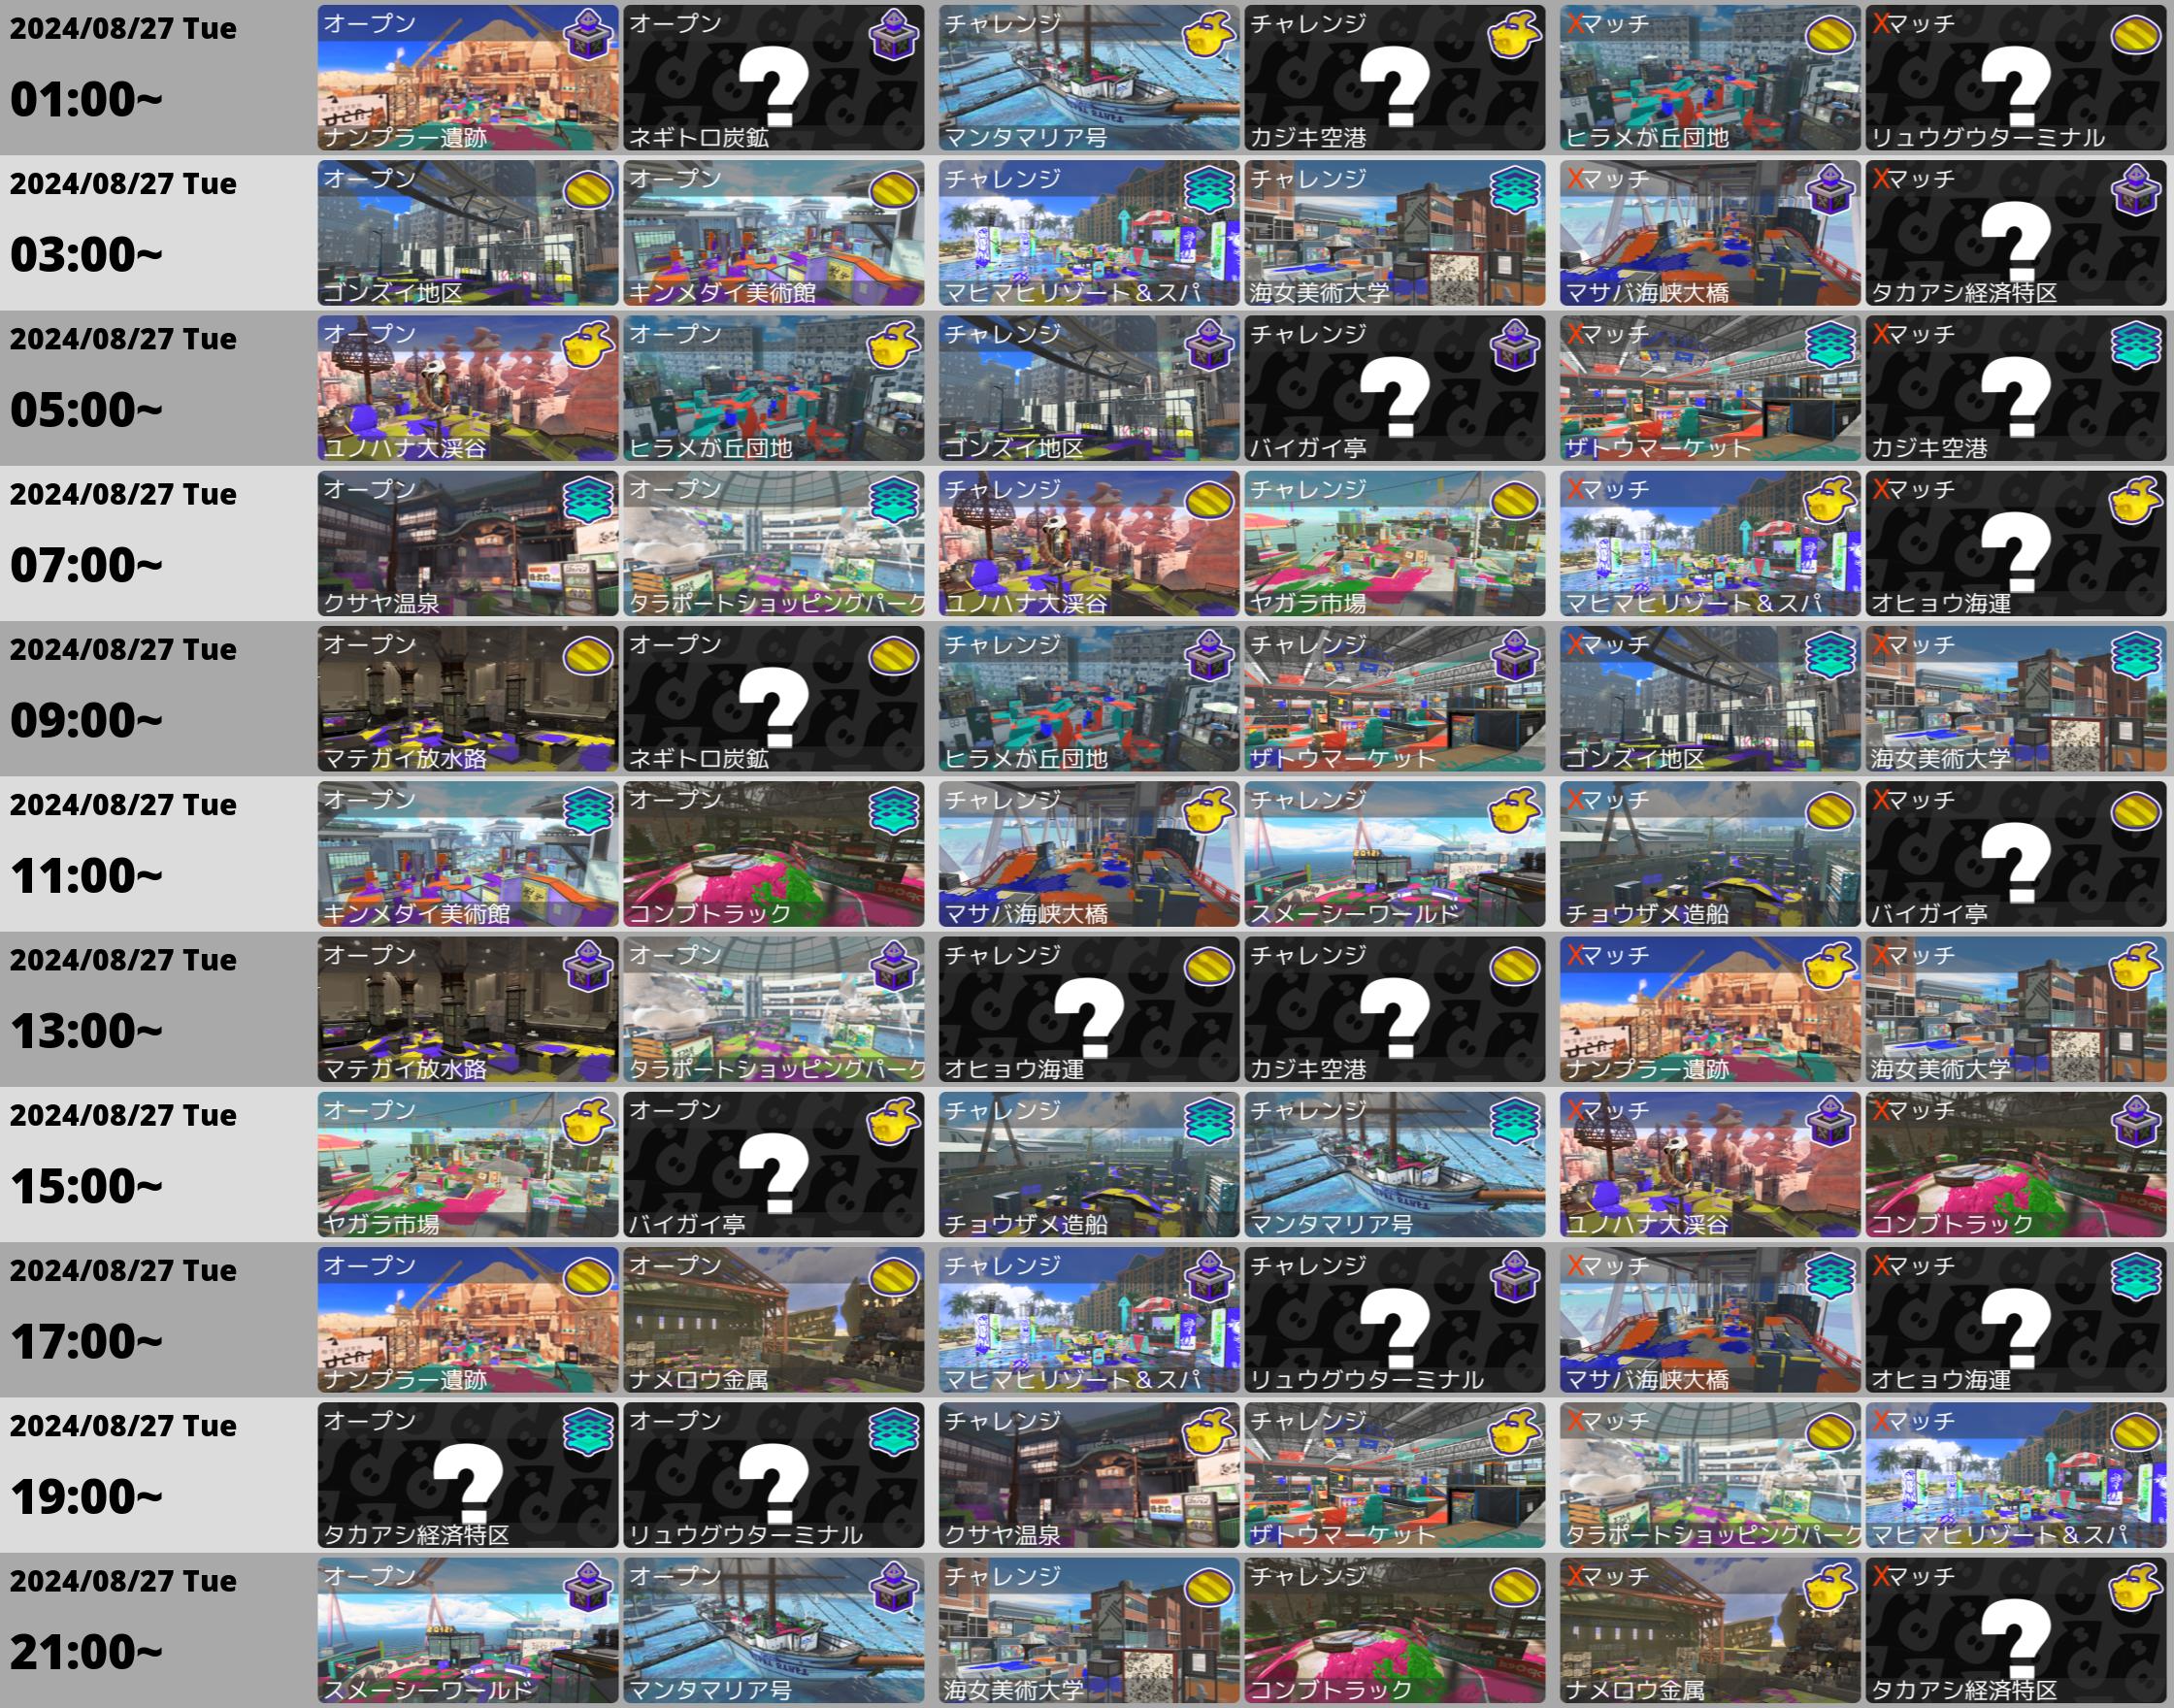 2024/08/27 Tue
01:00~
オープン
ナンプラー遺跡
オープン
?
ネギトロ炭鉱
チャレンジ
マンタマリア号
チャレンジ
?
カジキ空港
Xマッチ
ヒラメが丘団地
Xマッチ
?
リュウグウターミナル
2024/08/27 Tue
03:00~
オープン
ゴンズイ地区
オープン
キンメダイ美術館
チャレンジ
マヒマヒリゾート&スパ
チャレンジ
海女美術大学
Xマッチ
マサバ海峡大橋
Xマッチ
?
タカアシ経済特区
2024/08/27 Tue
05:00~
オープン
ユノハナ大渓谷
オープン
ヒラメが丘団地
チャレンジ
ゴンズイ地区
チャレンジ
?
バイガイ亭
Xマッチ
ザトウマーケット
Xマッチ
?
カジキ空港
2024/08/27 Tue
07:00~
オープン
クサヤ温泉
オープン
タラポートショッピングパーク
チャレンジ
ユノハナ大渓谷
チャレンジ
ヤガラ市場
Xマッチ
マヒマヒリゾート&スパ
Xマッチ
?
オヒョウ海運
2024/08/27 Tue
09:00~
オープン
マテガイ放水路
オープン
?
ネギトロ炭鉱
チャレンジ
ヒラメが丘団地
チャレンジ
ザトウマーケット
Xマッチ
ゴンズイ地区
Xマッチ
海女美術大学
2024/08/27 Tue
11:00~
オープン
キンメダイ美術館
オープン
コンブトラック
チャレンジ
マサバ海峡大橋
チャレンジ
スメーシーワールド
Xマッチ
チョウザメ造船
Xマッチ
?
バイガイ亭
2024/08/27 Tue
13:00~
オープン
マテガイ放水路
オープン
タラポートショッピングパーク
チャレンジ
?
オヒョウ海運
チャレンジ
?
カジキ空港
Xマッチ
ナンプラー遺跡
Xマッチ
海女美術大学
2024/08/27 Tue
15:00~
オープン
ヤガラ市場
オープン
?
バイガイ亭
チャレンジ
チョウザメ造船
チャレンジ
マンタマリア号
Xマッチ
ユノハナ大渓谷
Xマッチ
コンブトラック
2024/08/27 Tue
17:00~
オープン
ナンプラー遺跡
オープン
ナメロウ金属
チャレンジ
マヒマヒリゾート&スパ
チャレンジ
?
リュウグウターミナル
Xマッチ
マサバ海峡大橋
Xマッチ
?
オヒョウ海運
2024/08/27 Tue
19:00~
オープン
?
タカアシ経済特区
オープン
?
リュウグウターミナル
チャレンジ
クサヤ温泉
チャレンジ
ザトウマーケット
Xマッチ
タラポートショッピングパーク
Xマッチ
マヒマヒリゾート&スパ
2024/08/27 Tue
21:00~
オープン
スメーシーワールド
オープン
マンタマリア号
チャレンジ
海女美術大学
チャレンジ
コンブトラック
Xマッチ
ナメロウ金属
Xマッチ
?
タカアシ経済特区